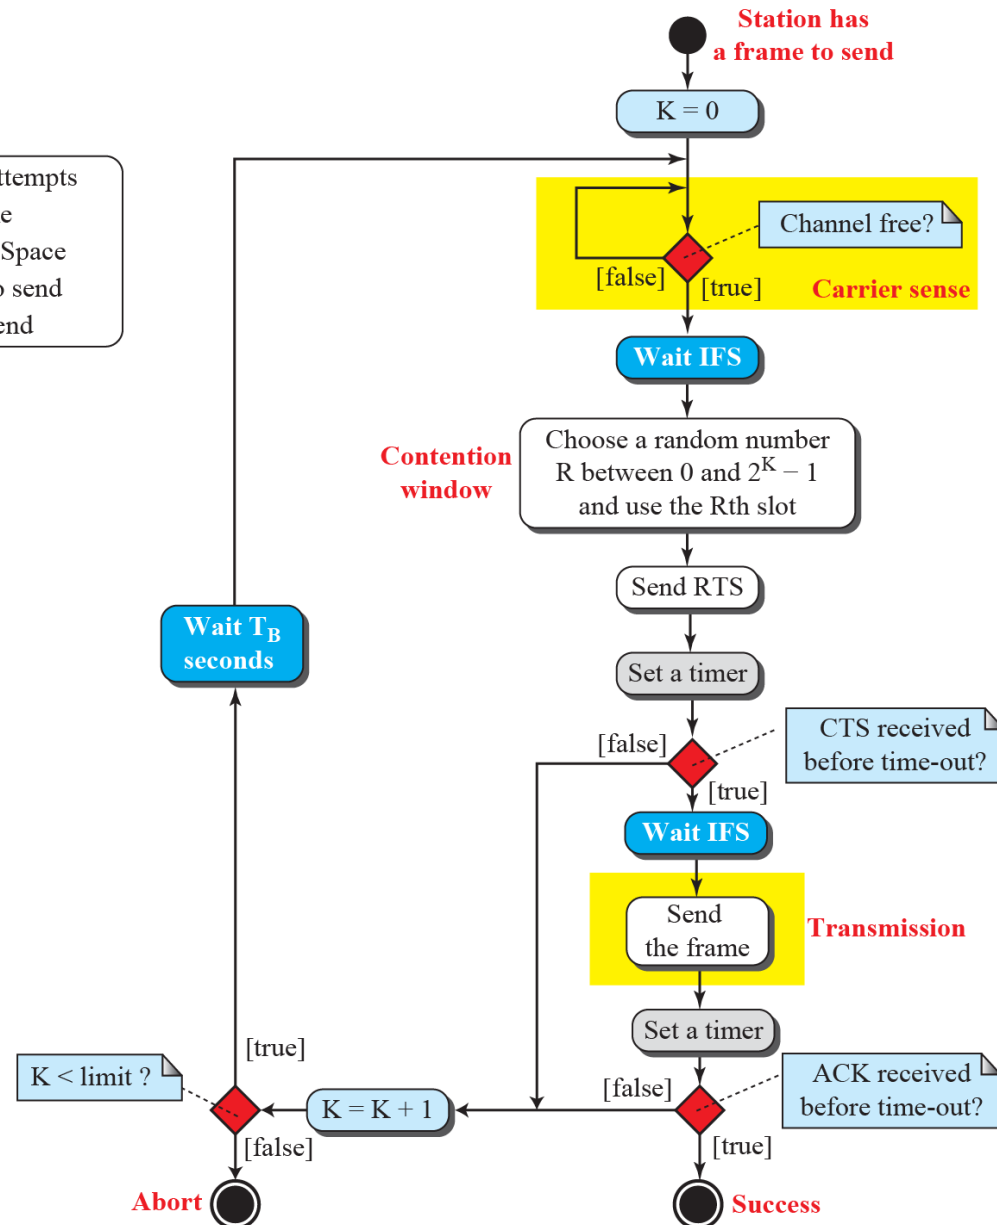 Station has
a frame to send
K = 0
ttempts
Space
send
Channel free?
[false]
[true]
Carrier sense
Wait IFS
Contention
window
Choose a random number
R between 0 and 2^K − 1
and use the Rth slot
Send RTS
Wait T_B
seconds
Set a timer
CTS received
before time-out?
[false]
[true]
Wait IFS
Send
the frame
Transmission
Set a timer
ACK received
before time-out?
[false]
[true]
K = K + 1
K < limit ?
[true]
[false]
Abort
Success